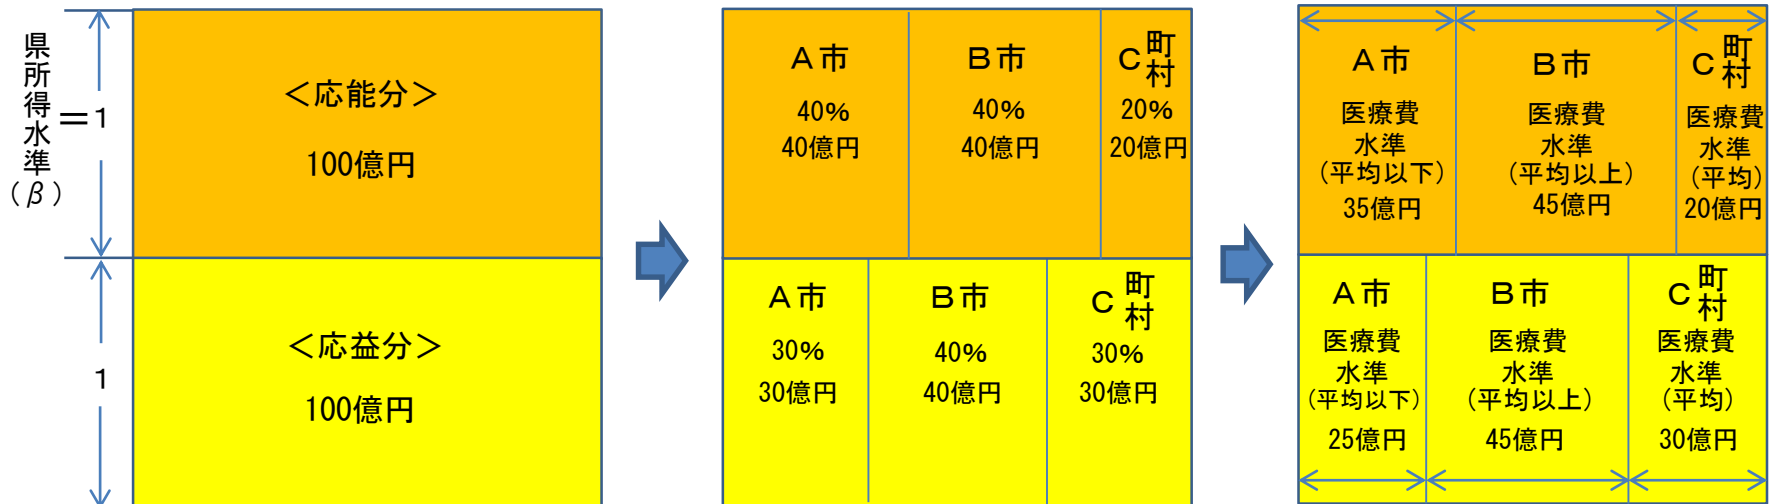 県所得水準(β)
＝1
1
＜応能分＞
100億円
＜応益分＞
100億円
A市
40%
40億円
B市
40%
40億円
C町村
20%
20億円
A市
30%
30億円
B市
40%
40億円
C町村
30%
30億円
A市
医療費
水準
(平均以下)
35億円
B市
医療費
水準
(平均以上)
45億円
C町村
医療費
水準
(平均)
20億円
A市
医療費
水準
(平均以下)
25億円
B市
医療費
水準
(平均以上)
45億円
C町村
医療費
水準
(平均)
30億円